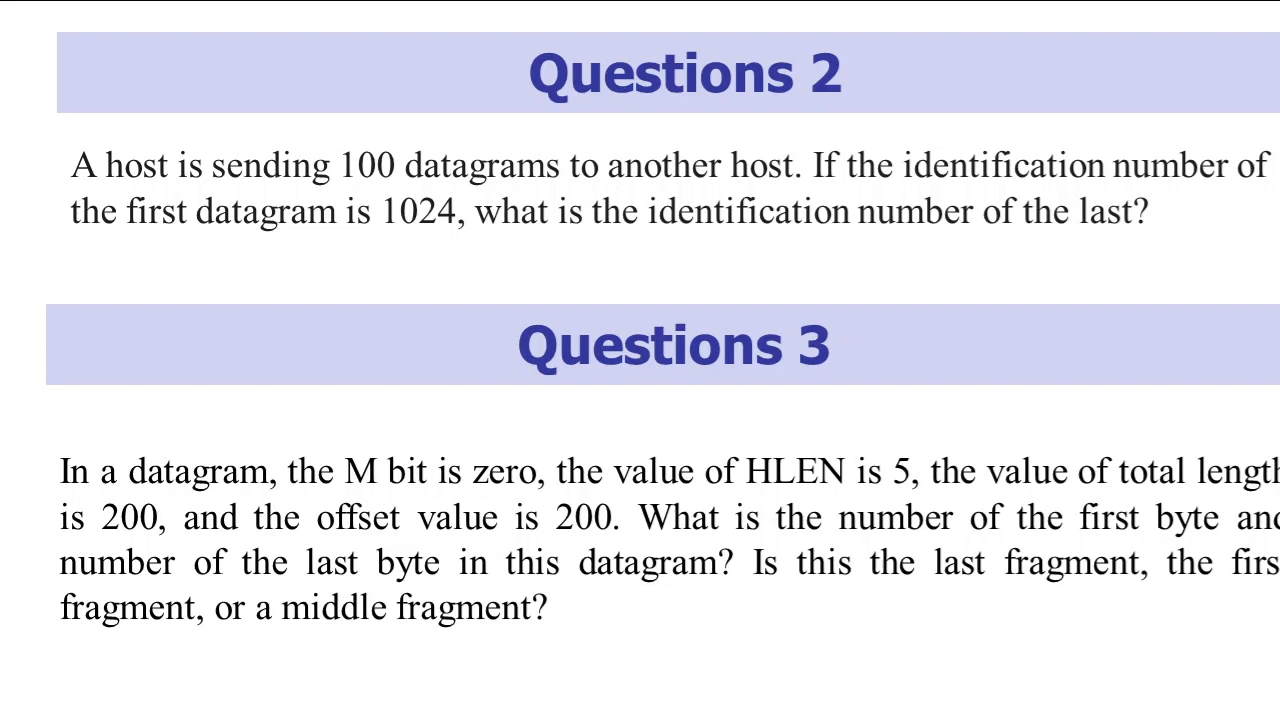 Questions 2
A host is sending 100 datagrams to another host. If the identification number of
the first datagram is 1024, what is the identification number of the last?
Questions 3
In a datagram, the M bit is zero, the value of HLEN is 5, the value of total length
is 200, and the offset value is 200. What is the number of the first byte and
number of the last byte in this datagram? Is this the last fragment, the first
fragment, or a middle fragment?